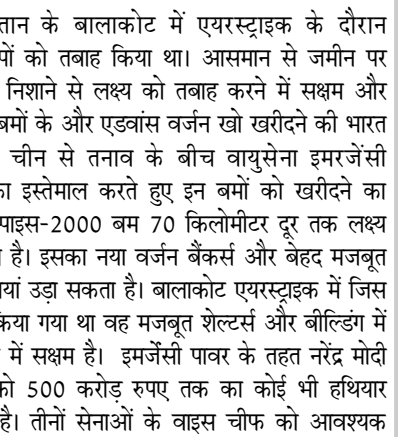 के बालाकोट में एयरस्ट्राइक के दौरान
को तबाह किया था। आसमान से जमीन पर
निशाने से लक्ष्य को तबाह करने में सक्षम और
बमों के और एडवांस वर्जन खो खरीदने की भारत
चीन से तनाव के बीच वायुसेना इमरजेंसी
इस्तेमाल करते हुए इन बमों को खरीदने का
पाइस-2000 बम 70 किलोमीटर दूर तक लक्ष्य
है। इसका नया वर्जन बैंकर्स और बेहद मजबूत
उड़ा सकता है। बालाकोट एयरस्ट्राइक में जिस
किया गया था वह मजबूत शेल्टर्स और बील्डिंग में
में सक्षम है। इमर्जेंसी पावर के तहत नरेंद्र मोदी
को 500 करोड़ रुपए तक का कोई भी हथियार
है। तीनों सेनाओं के वाइस चीफ को आवश्यक